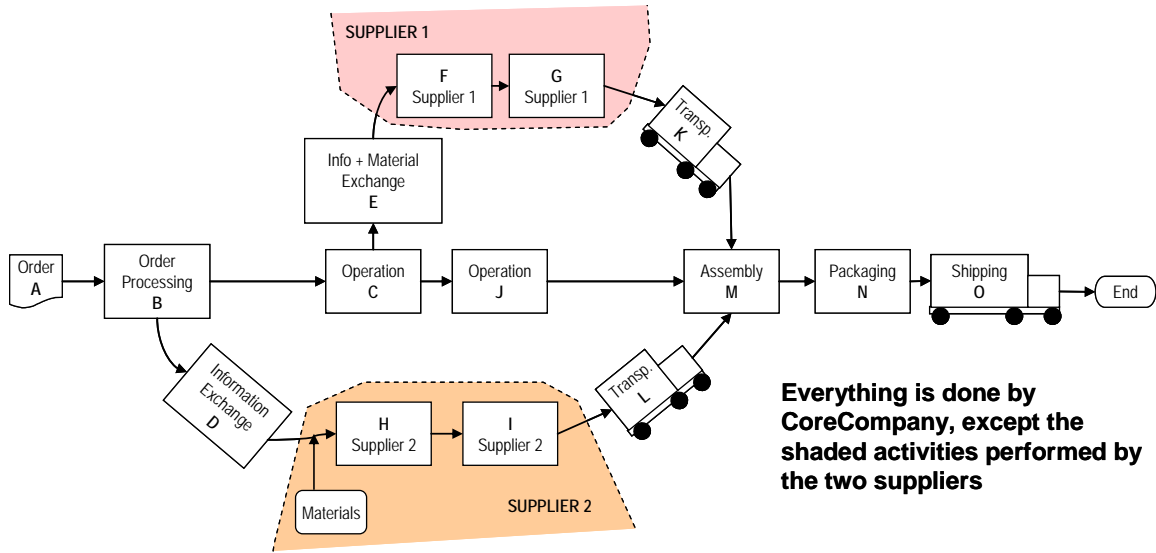 SUPPLIER 1
F
Supplier 1
G
Supplier 1
Transp.
K
Info + Material
Exchange
E
Order
A
Order
Processing
B
Operation
C
Operation
J
Assembly
M
Packaging
N
Shipping
O
End
Information
Exchange
D
H
Supplier 2
I
Supplier 2
Transp.
L
Materials
SUPPLIER 2
Everything is done by
CoreCompany, except the
shaded activities performed by
the two suppliers